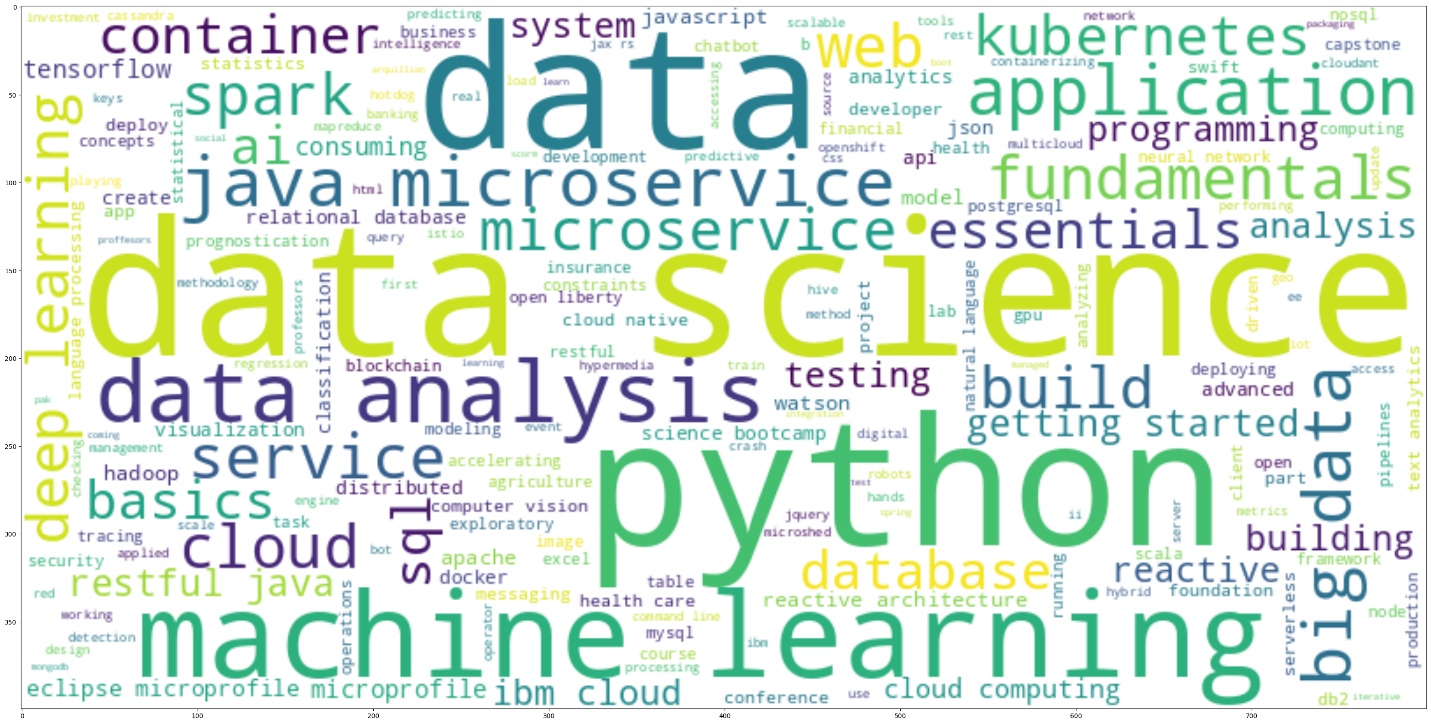 0
investment cassandra
predicting
javascript
system
data
scalable
tools
network
nosql
packaging
container
business
intelligence
jax rs
chatbot
b
web
rest
kubernetes
capstone
tensorflow
statistics
arquillian
load
learn
analytics
boot
containerizing
swift
cloudant
50
keys
spark
hotdog
real
accessing
source
developer
application
deploy
concepts
statistical
social
mapreduce
banking
financial
json
programming
computing
ai
consuming
score
development
predictive
openshift
css
api
health
multicloud
neural network
update
100
deep learning
playing
create
java microservice
html
model
fundamentals
app
relational database
postgresql
performing
language processing
proffesors
prognostication
query
istio
microservice
essentials
analysis
150
data science
methodology
professors
classification
first
insurance
constraints
open liberty
cloud native
hive
method
project
lab
natural language
gpu
analyzing
driven
geo
ee
iot
200
regression
blockchain
learning
restful
hypermedia
train
testing
managed
deploying
access
pak
data analysis
watson
build
advanced
text analytics
coming
visualization
modeling
event
integration
science bootcamp
digital
getting started
big data
250
management
checking
hadoop
service
accelerating
crash
python
robots
test
client
open
part
pipelines
basics
engine
distributed
agriculture
hands
spring
metrics
sql
computer vision
jquery
ii
server
300
tracing
scale
task
exploratory
microshed
building
applied
cloud
bot
image
security
apache
excel
scala
framework
restful java
docker
table
database
reactive
red
operations
messaging
health care
reactive architecture
running
hybrid
foundation
working
machine learning
operator
command line
serverless
node
production
350
detection
mysql
ibm
design
course
mongodb
processing
eclipse microprofile
microprofile
ibm cloud
conference
use
cloud computing
db2
iterative
0
100
200
300
400
500
600
700